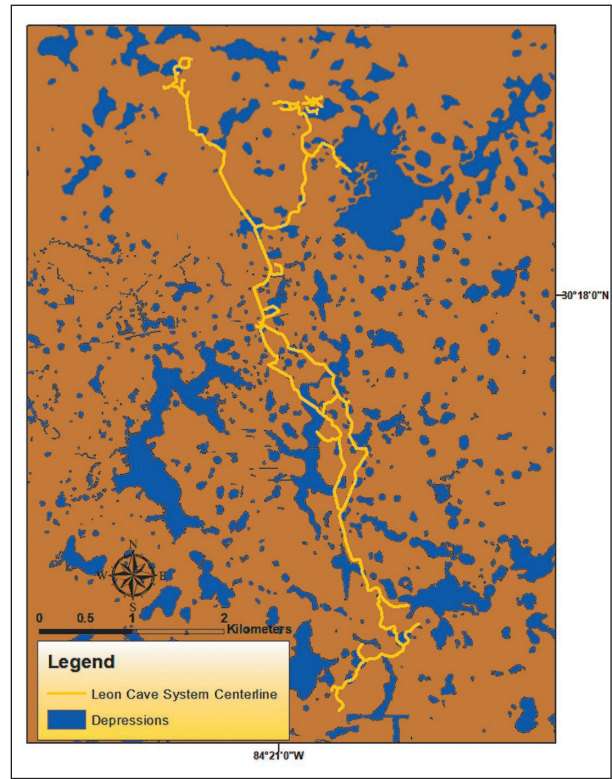 30°18'0"N
N
W E
S
0 0.5 1 2
Kilometers
Legend
Leon Cave System Centerline
Depressions
84°21'0"W